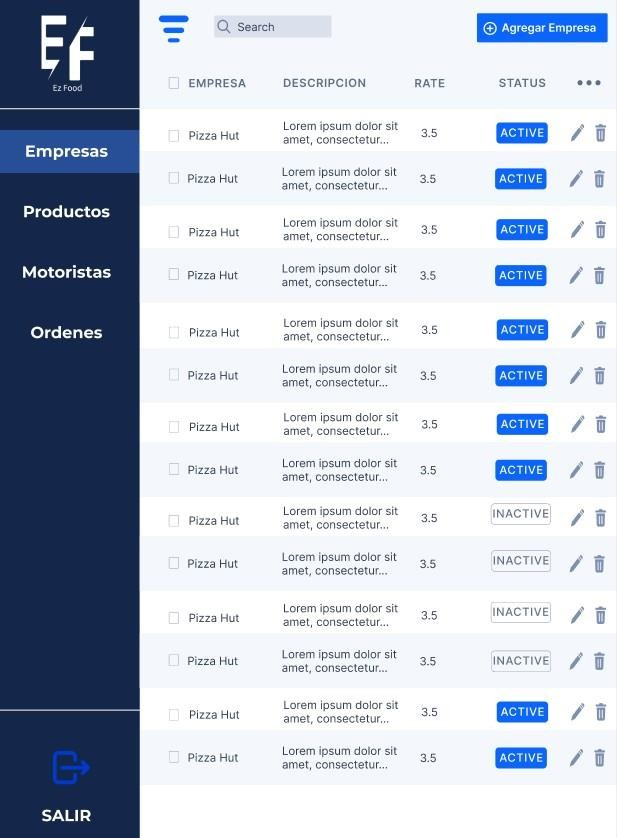 EF
Ez Food
Empresas
Productos
Motoristas
Ordenes
SALIR
Search
Agregar Empresa
EMPRESA DESCRIPCION RATE STATUS
Pizza Hut Lorem ipsum dolor sit 3.5 ACTIVE
amet, consectetur...
Pizza Hut Lorem ipsum dolor sit 3.5 ACTIVE
amet, consectetur...
Pizza Hut Lorem ipsum dolor sit 3.5 ACTIVE
amet, consectetur...
Pizza Hut Lorem ipsum dolor sit 3.5 ACTIVE
amet, consectetur...
Pizza Hut Lorem ipsum dolor sit 3.5 ACTIVE
amet, consectetur...
Pizza Hut Lorem ipsum dolor sit 3.5 ACTIVE
amet, consectetur...
Pizza Hut Lorem ipsum dolor sit 3.5 ACTIVE
amet, consectetur...
Pizza Hut Lorem ipsum dolor sit 3.5 ACTIVE
amet, consectetur...
Pizza Hut Lorem ipsum dolor sit 3.5 INACTIVE
amet, consectetur...
Pizza Hut Lorem ipsum dolor sit 3.5 INACTIVE
amet, consectetur...
Pizza Hut Lorem ipsum dolor sit 3.5 INACTIVE
amet, consectetur...
Pizza Hut Lorem ipsum dolor sit 3.5 INACTIVE
amet, consectetur...
Pizza Hut Lorem ipsum dolor sit 3.5 ACTIVE
amet, consectetur...
Pizza Hut Lorem ipsum dolor sit 3.5 ACTIVE
amet, consectetur...